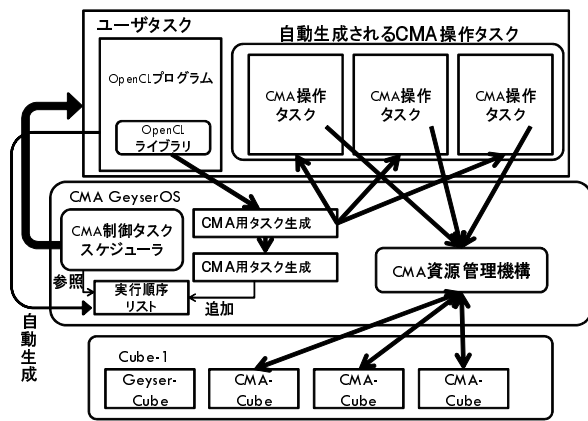 ユーザタスク
自動生成されるCMA操作タスク
OpenCLプログラム
OpenCL
ライブラリ
CMA操作
タスク
CMA操作
タスク
CMA操作
タスク
CMA GeyserOS
CMA制御タスク
スケジューラ
CMA用タスク生成
CMA用タスク生成
CMA資源管理機構
参照
実行順序
リスト
追加
自動生成
Cube-1
Geyser-
Cube
CMA-
Cube
CMA-
Cube
CMA-
Cube